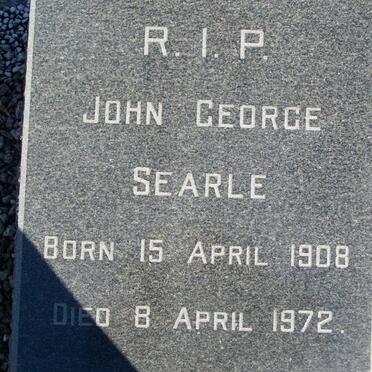 R. I. P.
JOHN GEORGE
SEARLE
BORN 15 APRIL 1908
DIED 8 APRIL 1972.